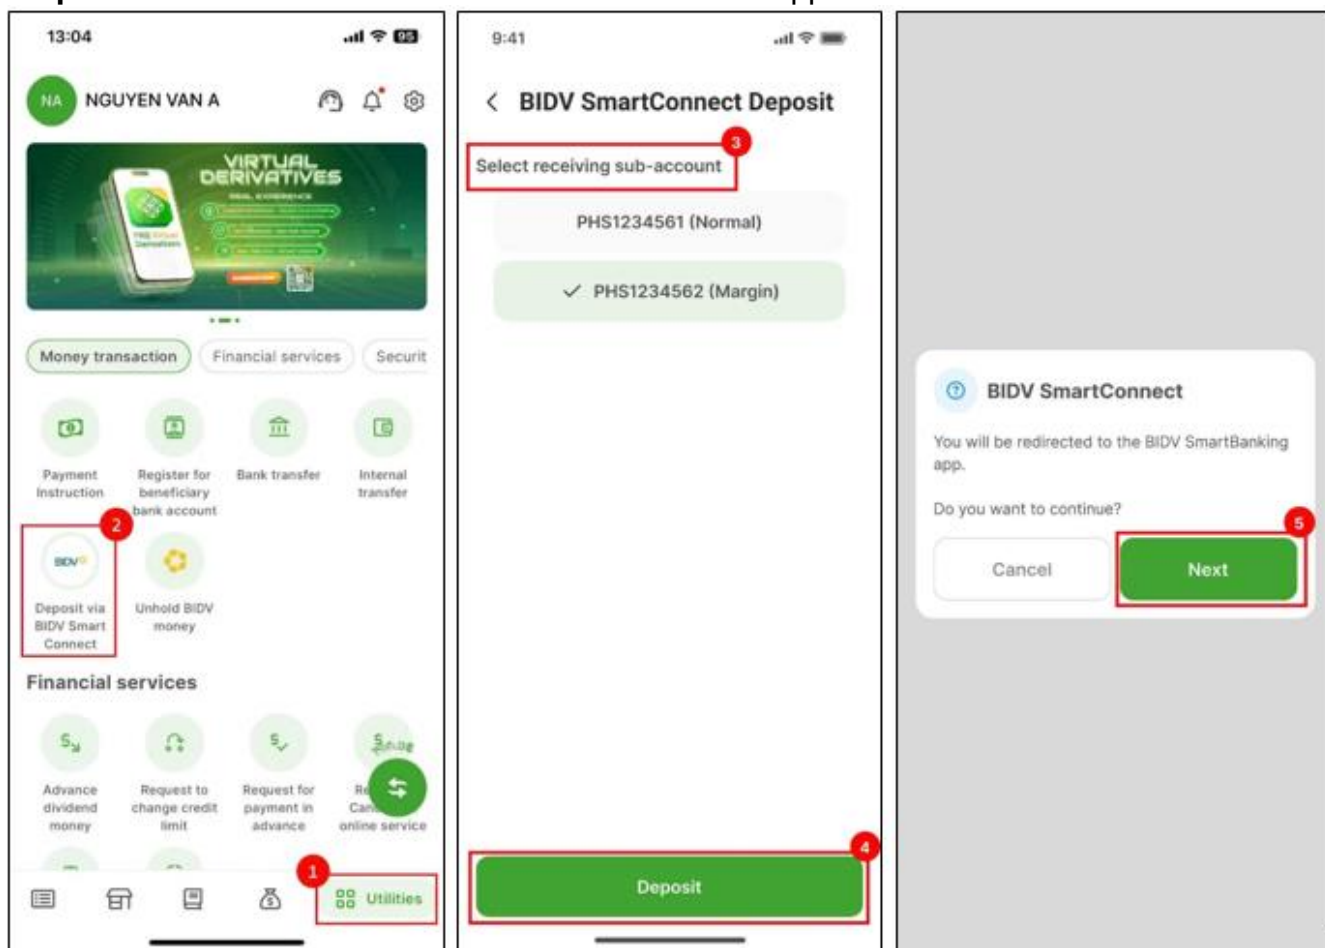 13:04
95
NA
NGUYEN VAN A
VIRTUAL
DERIVATIVES
REAL EXPERIENCE
Money transaction
Financial services
Securit
Payment
Instruction
Register for
beneficiary
bank account
Bank transfer
Internal
transfer
2
BIDV
Deposit via
BIDV Smart
Connect
Unhold BIDV
money
Financial services
Advance
dividend
money
Request to
change credit
limit
Request for
payment in
advance
online service
1
Utilities
9:41
BIDV SmartConnect Deposit
3
Select receiving sub-account
PHS1234561 (Normal)
PHS1234562 (Margin)
4
Deposit
BIDV SmartConnect
You will be redirected to the BIDV SmartBanking
app.
Do you want to continue?
5
Cancel
Next